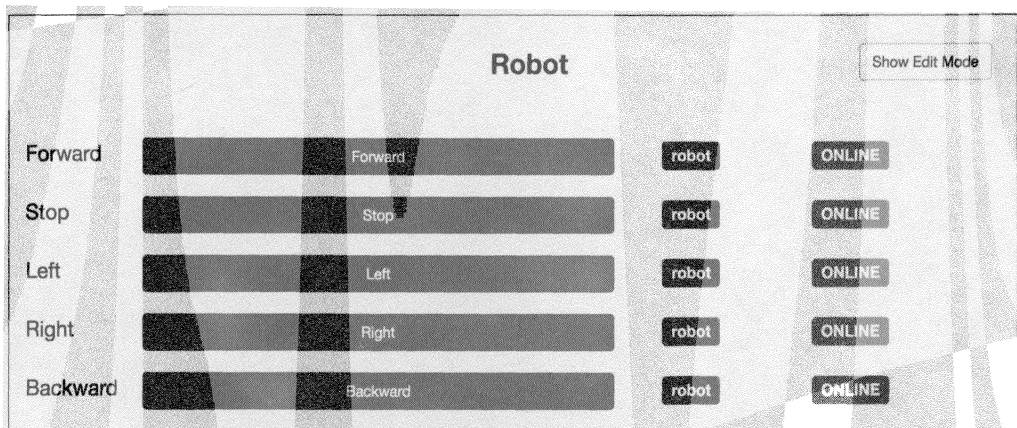 Robot
Show Edit Mode
Forward Forward robot ONLINE
Stop Stop robot ONLINE
Left Left robot ONLINE
Right Right robot ONLINE
Backward Backward robot ONLINE